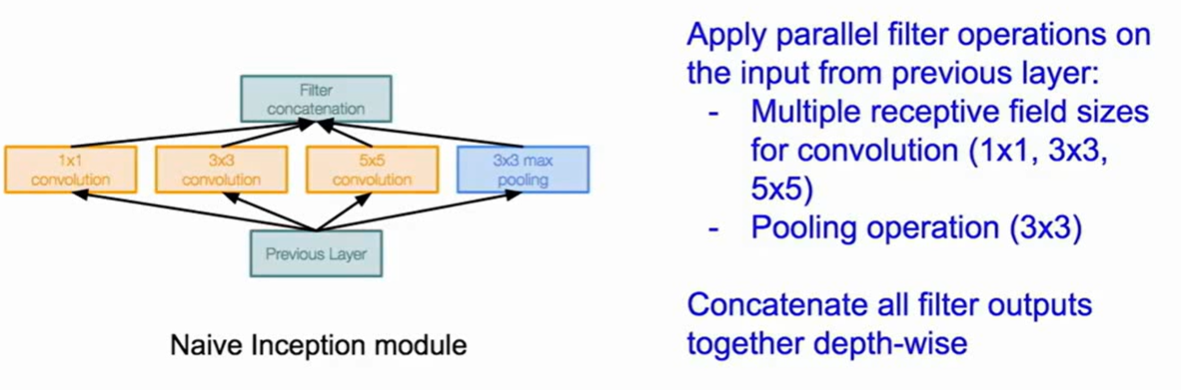 Filter
concatenation
1x1
convolution
3x3
convolution
5x5
convolution
3x3 max
pooling
Previous Layer
Naive Inception module
Apply parallel filter operations on
the input from previous layer:
- Multiple receptive field sizes
for convolution (1x1, 3x3,
5x5)
- Pooling operation (3x3)
Concatenate all filter outputs
together depth-wise